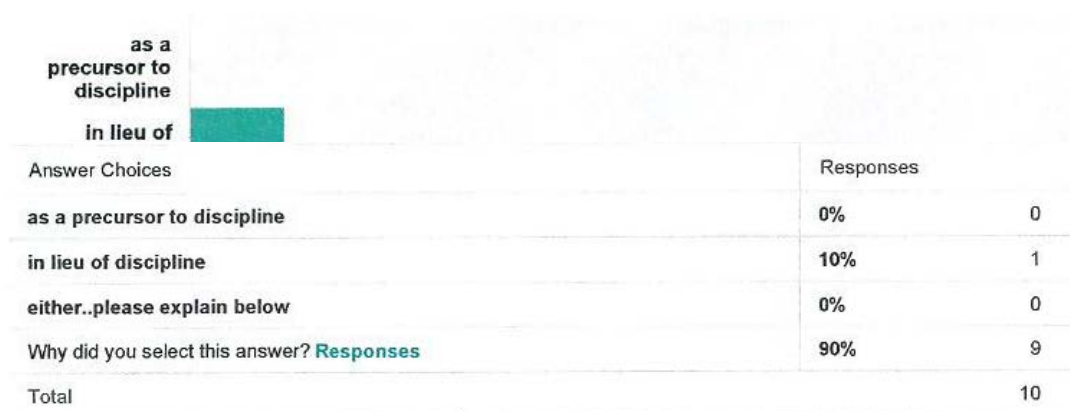 as a
precursor to
discipline
in lieu of
Answer Choices Responses
as a precursor to discipline 0% 0
in lieu of discipline 10% 1
either..please explain below 0% 0
Why did you select this answer? Responses 90% 9
Total 10